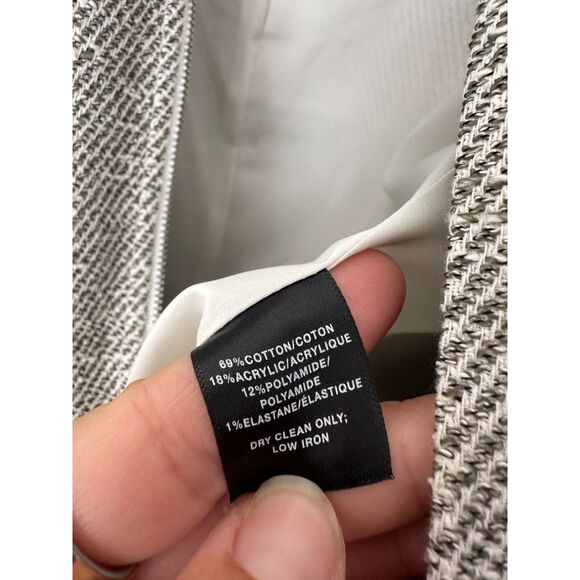 69%COTTON/COTON
18%ACRYLIC/ACRYLIQUE
12%POLYAMIDE/
POLYAMIDE
1%ELASTANE/ÉLASTIQUE
DRY CLEAN ONLY;
LOW IRON